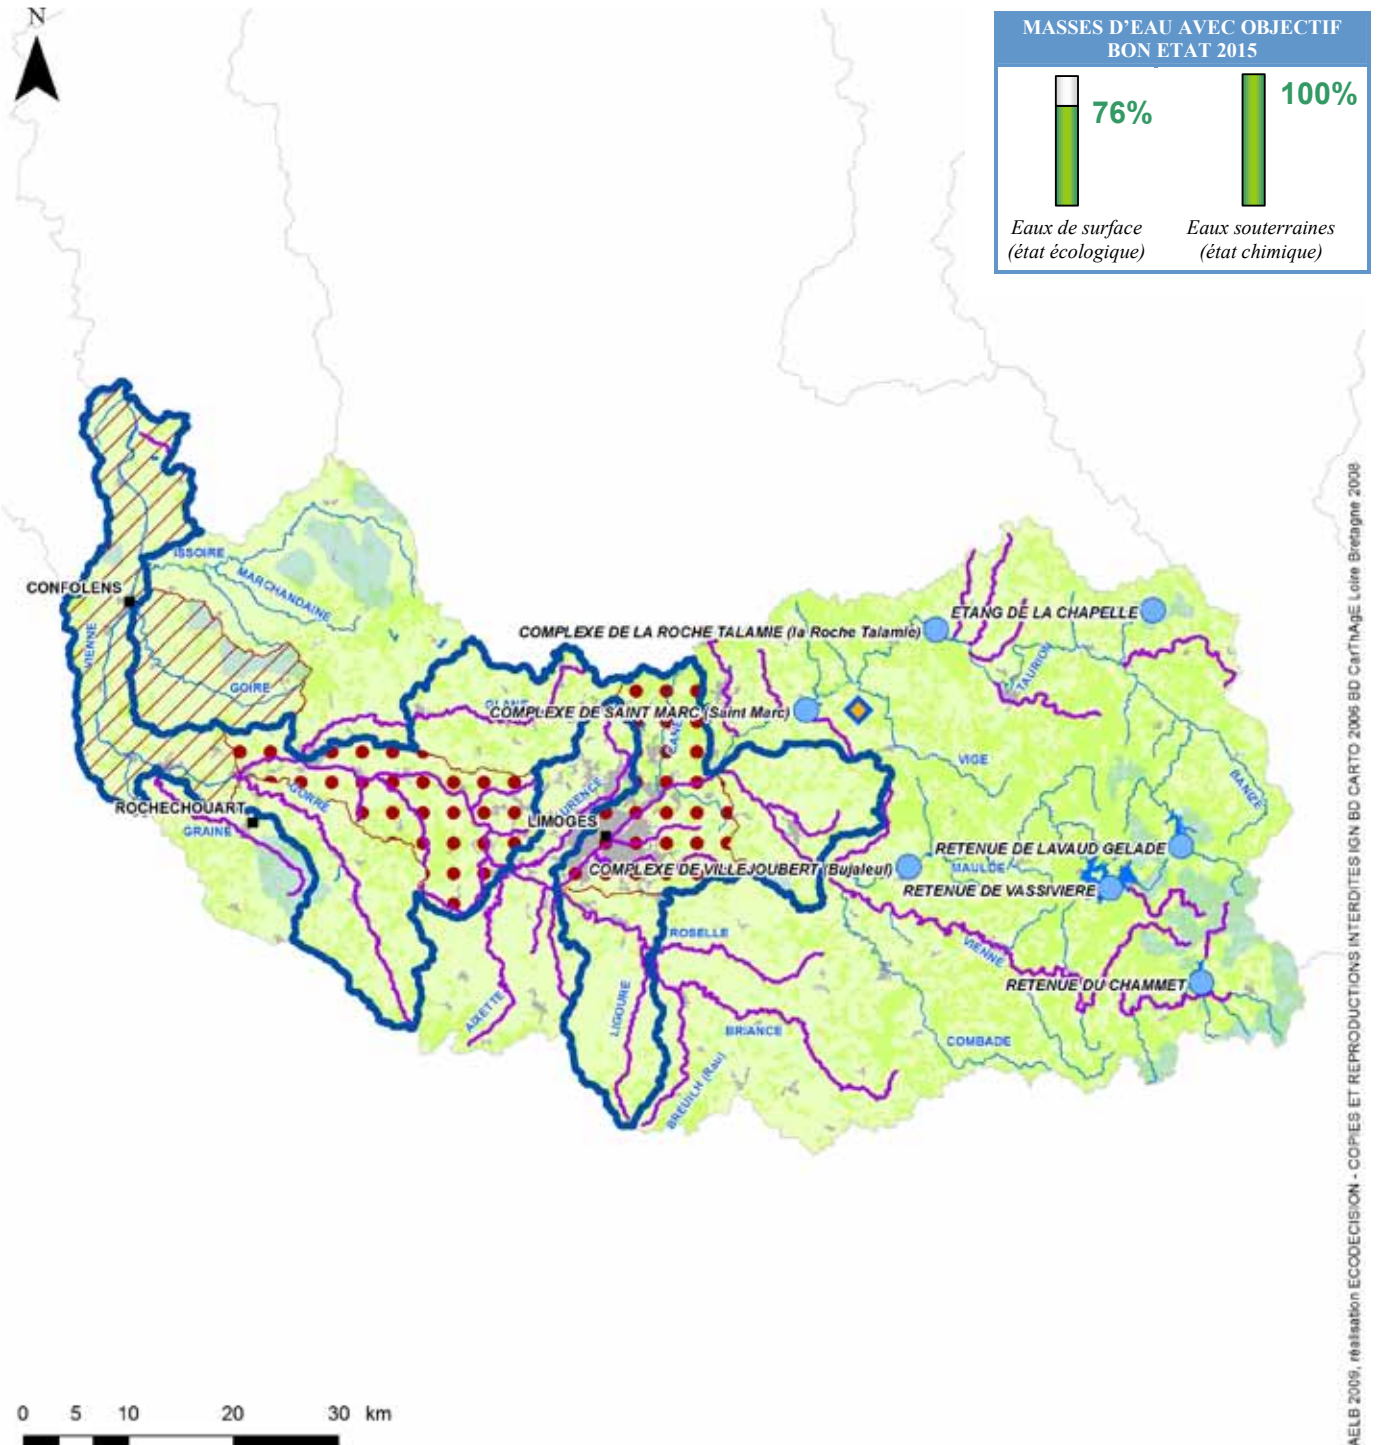 N
MASSES D'EAU AVEC OBJECTIF
BON ETAT 2015
76%
100%
Eaux de surface
(état écologique)
Eaux souterraines
(état chimique)
ISSOIRE
MARCHANDAINE
CONFOLENS
VIENNE
GOIRE
ETANG DE LA CHAPELLE
COMPLEXE DE LA ROCHE TALAMIE (la Roche Talamie)
TAURION
GLANE
COMPLEXE DE SAINT MARC (Saint Marc)
VIGE
BANIZE
GORRE
ROCHECHOUART
GRAINE
LIMOGES
RETENUE DE LAVAUD GELADE
COMPLEXE DE VILLEJOUBERT (Bujaleuf)
MAULDE
RETENUE DE VASSIVIERE
ROSELLE
VIENNE
RETENUE DU CHAMMET
AIXETTE
LIGOURE
BRIANCE
COMBADE
BREUILH (Rau)
0 5 10 20 30 km
AELB 2009, réalisation ECODECISION - COPIES ET REPRODUCTIONS INTERDITES IGN BD CARTO 2006 BD CarThAgE Loire Bretagne 2008